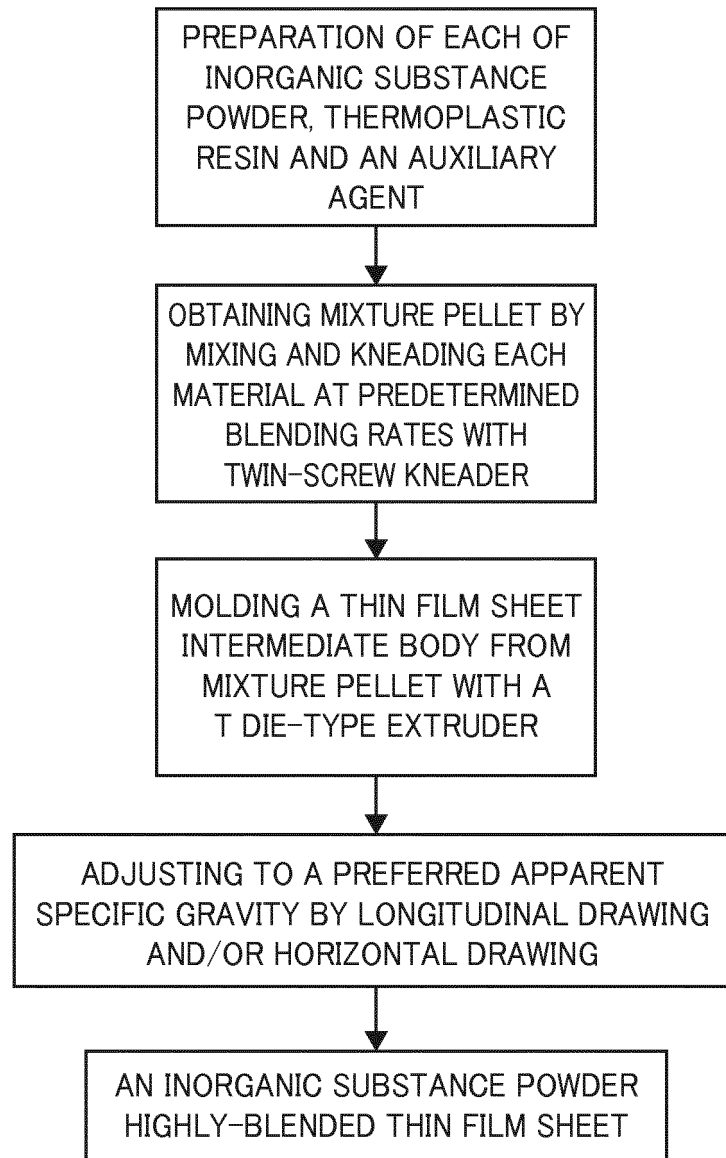 PREPARATION OF EACH OF
INORGANIC SUBSTANCE
POWDER, THERMOPLASTIC
RESIN AND AN AUXILIARY
AGENT
OBTAINING MIXTURE PELLET BY
MIXING AND KNEADING EACH
MATERIAL AT PREDETERMINED
BLENDING RATES WITH
TWIN-SCREW KNEADER
MOLDING A THIN FILM SHEET
INTERMEDIATE BODY FROM
MIXTURE PELLET WITH A
T DIE-TYPE EXTRUDER
ADJUSTING TO A PREFERRED APPARENT
SPECIFIC GRAVITY BY LONGITUDINAL DRAWING
AND/OR HORIZONTAL DRAWING
AN INORGANIC SUBSTANCE POWDER
HIGHLY-BLENDED THIN FILM SHEET